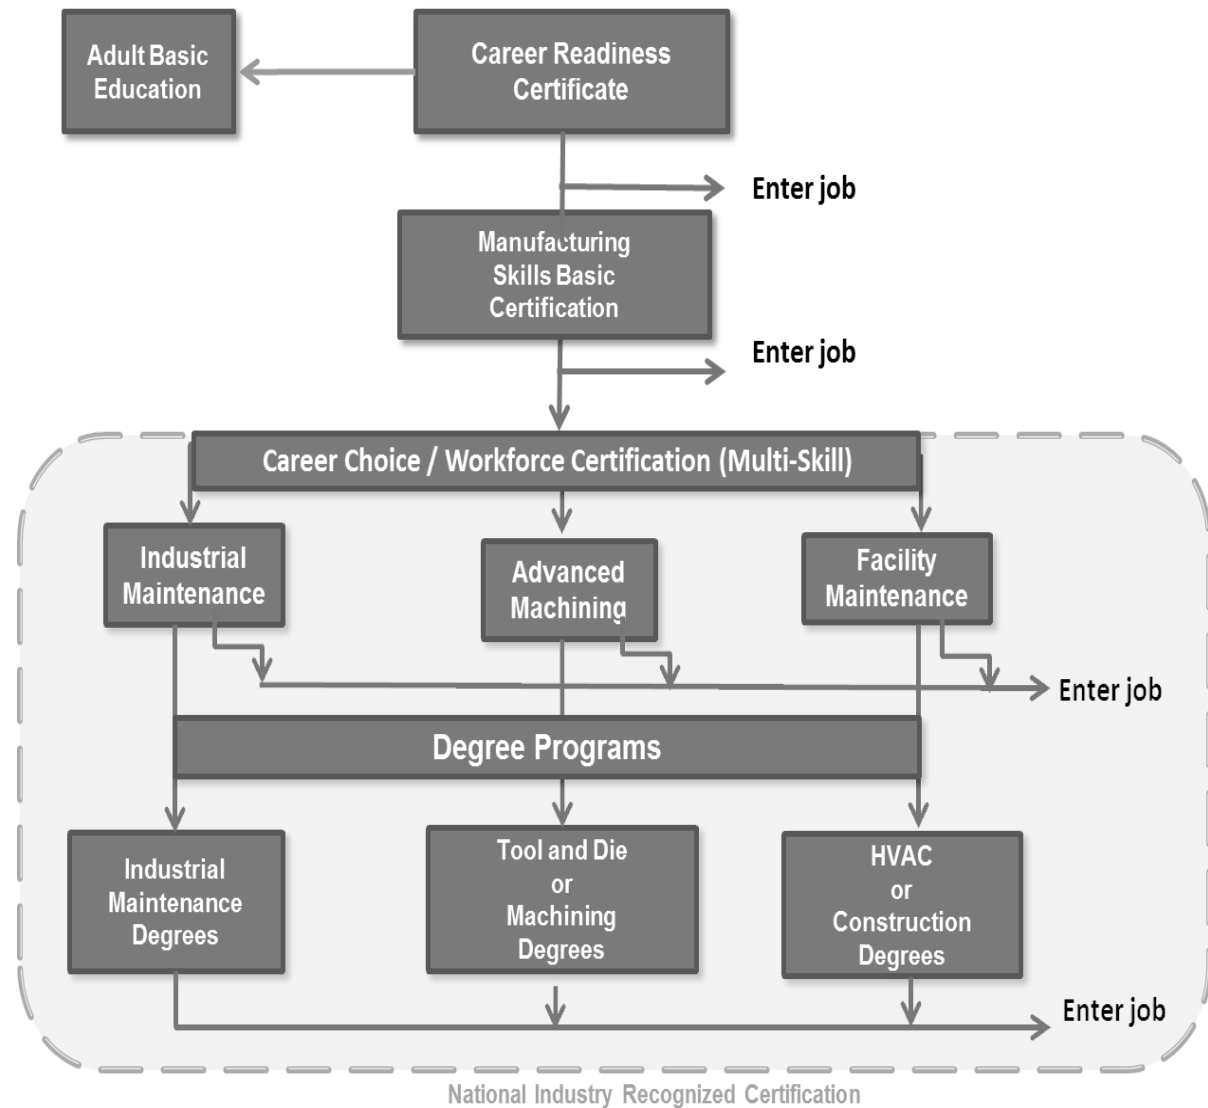 Adult Basic
Education
Career Readiness
Certificate
Enter job
Manufacturing
Skills Basic
Certification
Enter job
Career Choice / Workforce Certification (Multi-Skill)
Industrial
Maintenance
Advanced
Machining
Facility
Maintenance
Enter job
Degree Programs
Industrial
Maintenance
Degrees
Tool and Die
or
Machining
Degrees
HVAC
or
Construction
Degrees
Enter job
National Industry Recognized Certification